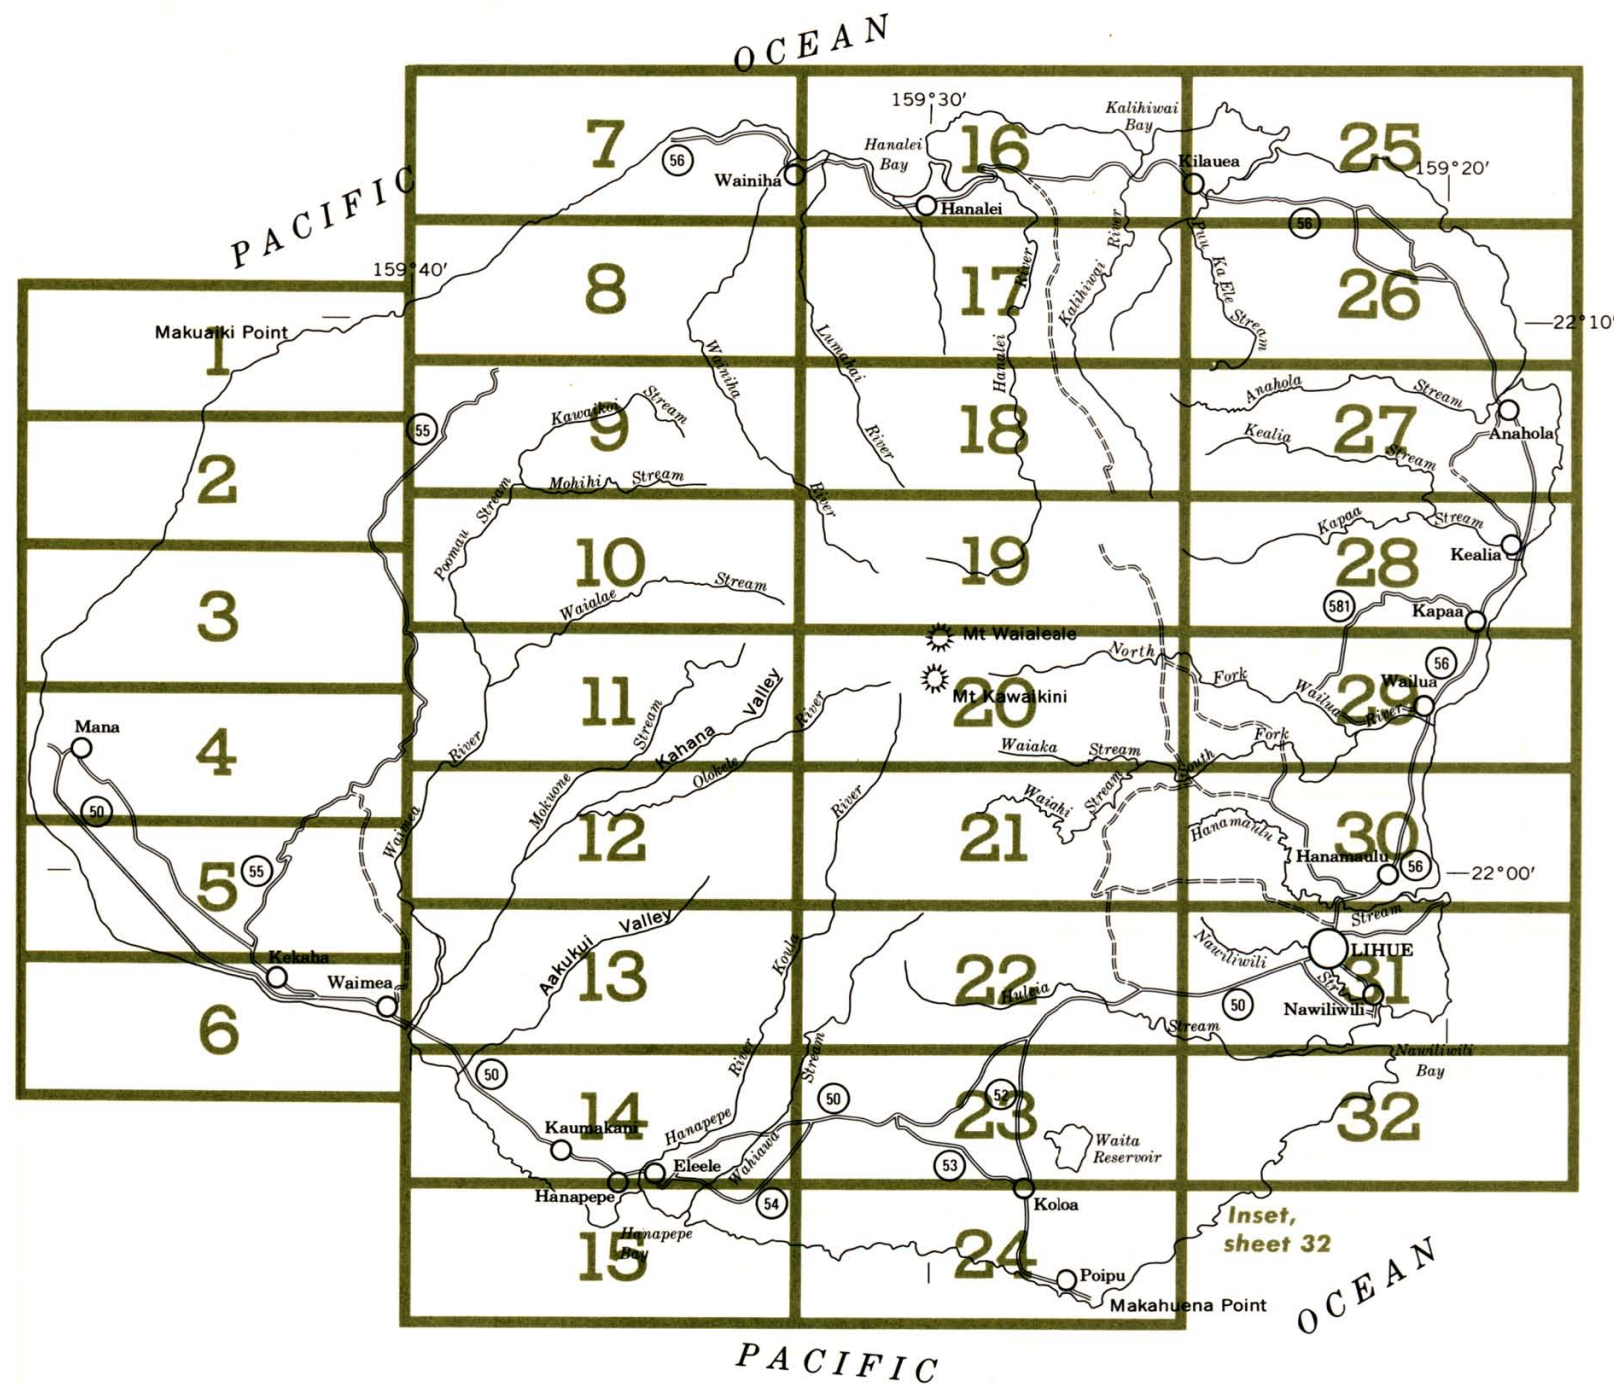 OCEAN
PACIFIC
159°30'
Kalihiwai
Bay
7
16
25
56
Hanalei
Bay
Kilauea
159°20'
Wainiha
Hanalei
56
159°40'
River
Puu Ka Ele Stream
8
17
River
Kalihiwai
26
22°10'
Makuaiki Point
1
Lumahai
Wainiha
Hanalei
Anahola
Stream
Kawaikoi
Stream
55
9
18
River
27
Anahola
Kealia
Stream
2
Mohihi
Stream
Stream
River
Kapaa
Stream
Poomau
10
19
28
Kealia
Stream
Waialae
581
Kapaa
3
Mt Waialeale
North
56
Fork
Wailua
Mt Kawaikini
11
Valley
River
20
Wailua
29
River
Mana
Stream
Kahana
4
River
Waiaka
Stream
Fork
South
Olokele
50
Mokuone
River
Waiahi
Stream
Hanamaulu
Waimea
12
21
30
Hanamaulu
56
55
5
22°00'
Valley
Stream
Kekaha
Aakukui
Koula
Nawiliwili
LIHUE
Waimea
13
22
Huleia
Str
31
50
Nawiliwili
6
Stream
River
Stream
Nawiliwili
Bay
50
50
52
14
23
32
Kaumakani
Hanapepe
Waita
Reservoir
Wahiawa
53
Eleele
Hanapepe
54
Koloa
Inset,
sheet 32
Hanapepe
Bay
15
24
Poipu
Makahuena Point
OCEAN
PACIFIC